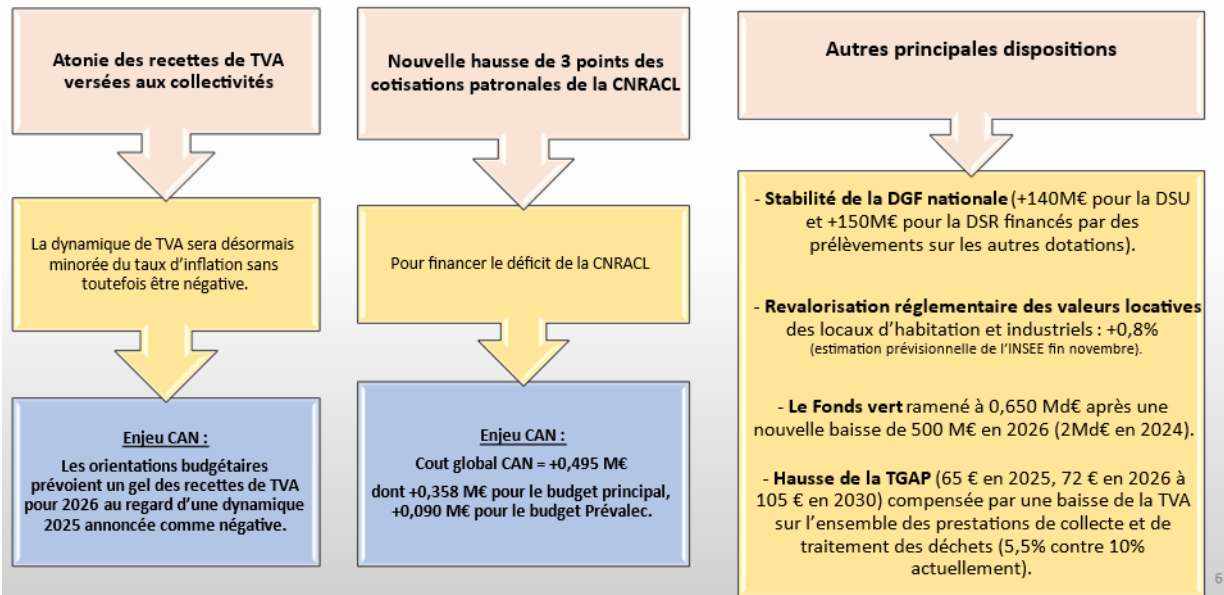 Atonie des recettes de TVA
versées aux collectivités
La dynamique de TVA sera désormais
minorée du taux d'inflation sans
toutefois être négative.
Enjeu CAN :
Les orientations budgétaires
prévoient un gel des recettes de TVA
pour 2026 au regard d'une dynamique
2025 annoncée comme négative.
Nouvelle hausse de 3 points des
cotisations patronales de la CNRACL
Pour financer le déficit de la CNRACL
Enjeu CAN :
Cout global CAN = +0,495 M€
dont +0,358 M€ pour le budget principal,
+0,090 M€ pour le budget Prévalec.
Autres principales dispositions
- Stabilité de la DGF nationale (+140M€ pour la DSU
et +150M€ pour la DSR financés par des
prélèvements sur les autres dotations).
- Revalorisation réglementaire des valeurs locatives
des locaux d'habitation et industriels : +0,8%
(estimation prévisionnelle de l'INSEE fin novembre).
- Le Fonds vert ramené à 0,650 Md€ après une
nouvelle baisse de 500 M€ en 2026 (2Md€ en 2024).
- Hausse de la TGAP (65 € en 2025, 72 € en 2026 à
105 € en 2030) compensée par une baisse de la TVA
sur l'ensemble des prestations de collecte et de
traitement des déchets (5,5% contre 10%
actuellement).
6